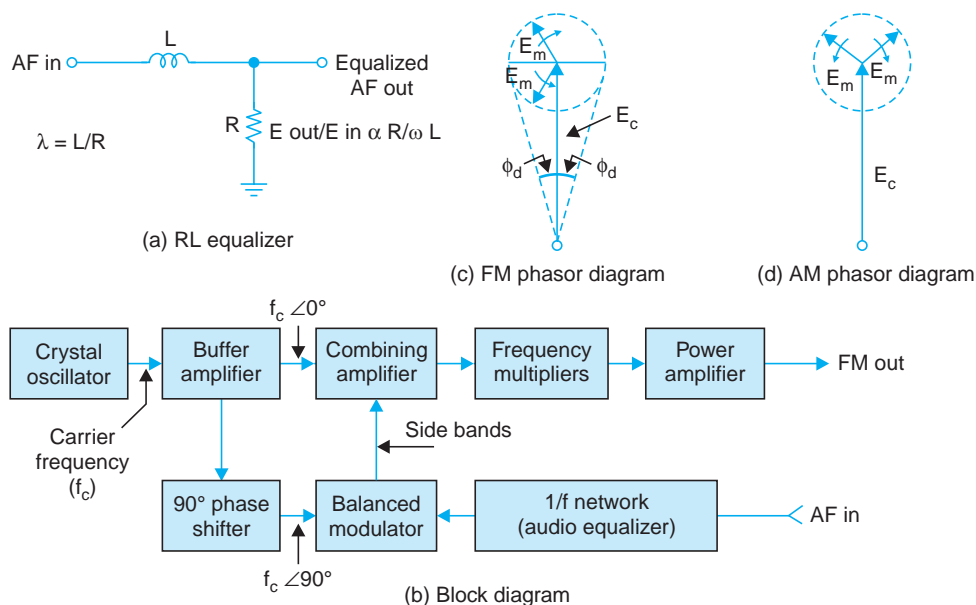 L
AF in
Equalized
AF out
R
E out/E in α R/ω L
λ = L/R
(a) RL equalizer
E_m
E_m
E_c
ϕ_d
ϕ_d
(c) FM phasor diagram
E_m
E_m
E_c
(d) AM phasor diagram
f_c ∠0°
Crystal
oscillator
Buffer
amplifier
Combining
amplifier
Frequency
multipliers
Power
amplifier
FM out
Carrier
frequency
(f_c)
Side bands
90° phase
shifter
Balanced
modulator
1/f network
(audio equalizer)
AF in
f_c ∠90°
(b) Block diagram